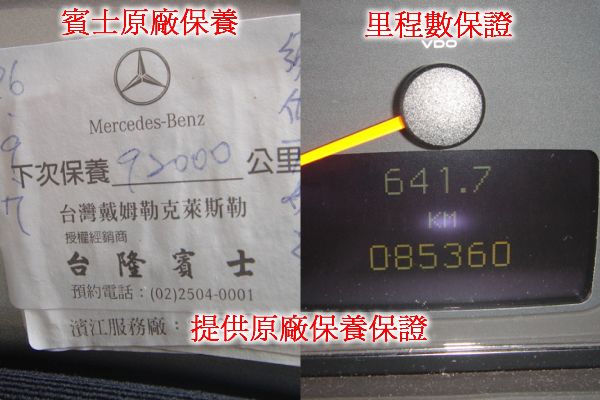 賓士原廠保養
里程數保證
VDO
Mercedes-Benz
下次保養 92000 公里
台灣戴姆勒克萊斯勒
授權經銷商
台隆賓士
預約電話：(02)2504-0001
濱江服務廠：
提供原廠保養保證
641.7
KM
085360